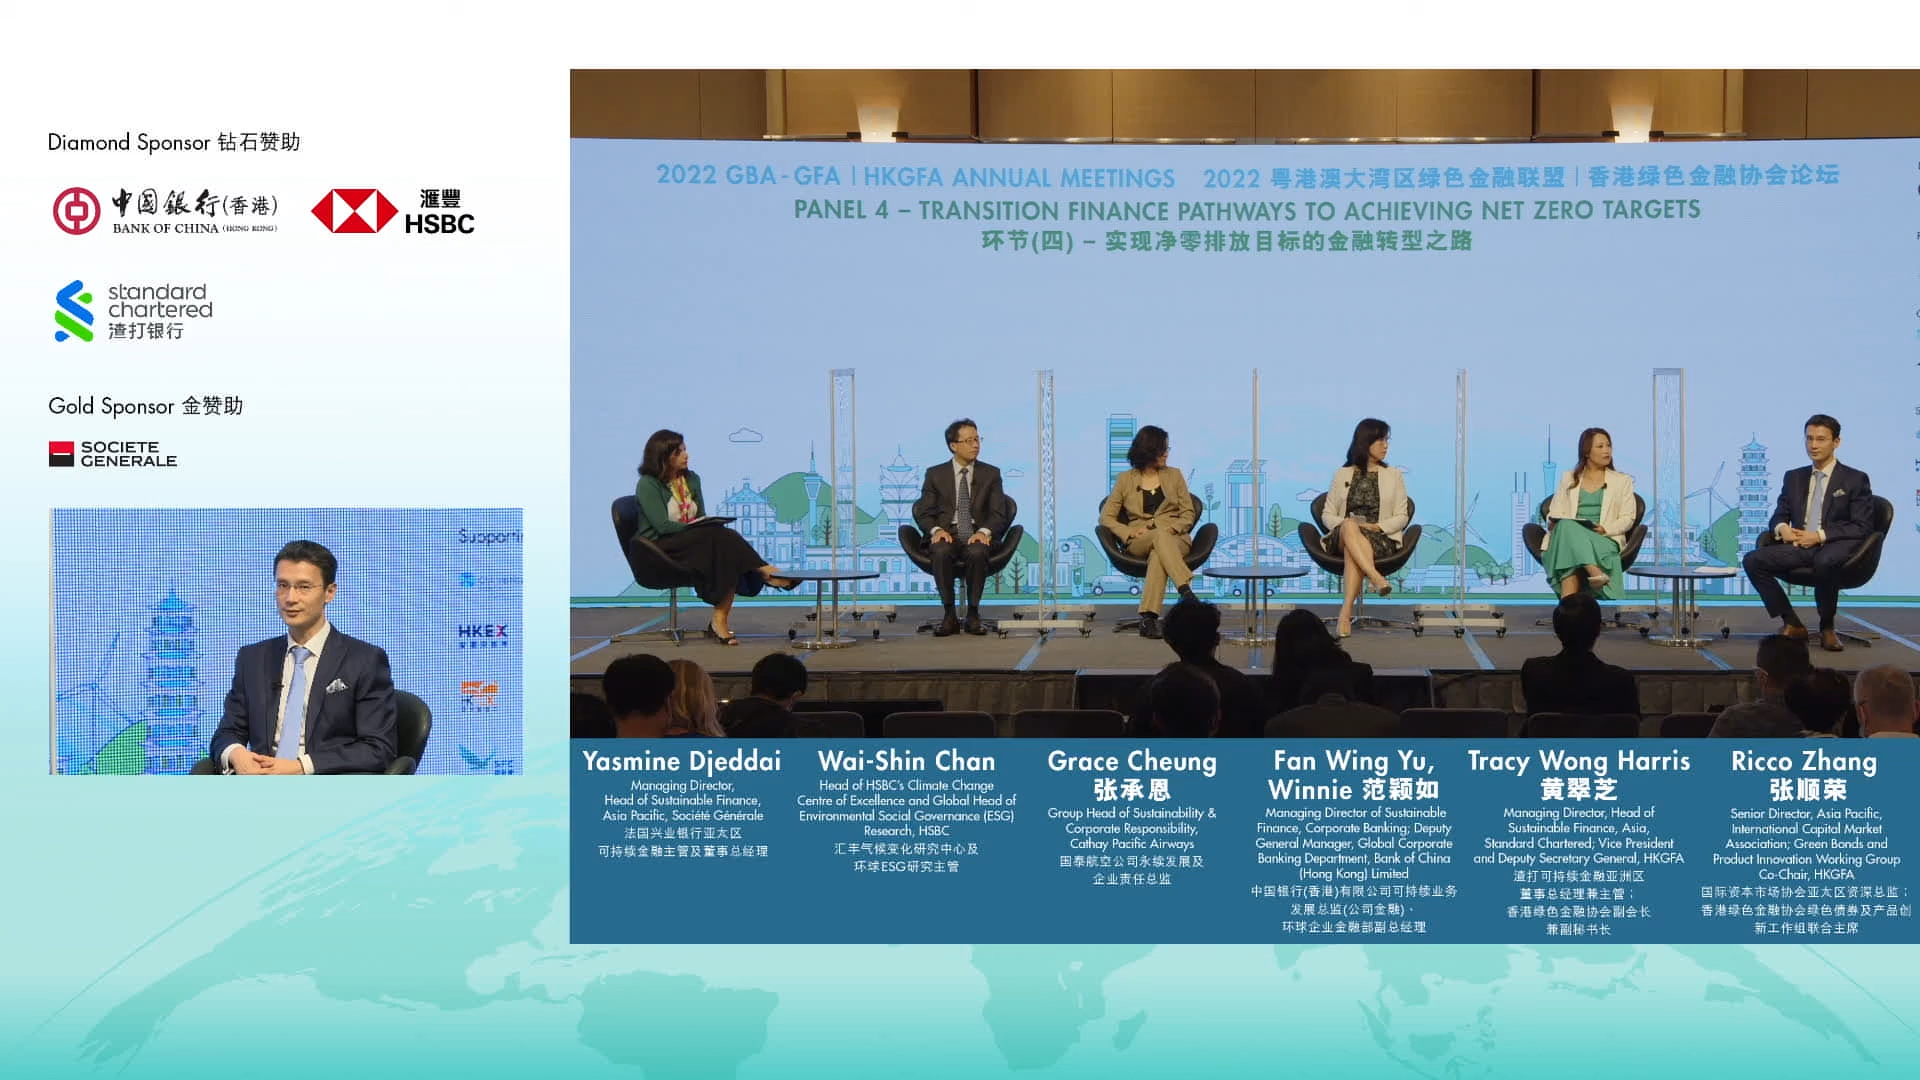 Diamond Sponsor 钻石赞助
中國銀行(香港)
BANK OF CHINA (HONG KONG)
滙豐
HSBC
standard
chartered
渣打银行
Gold Sponsor 金赞助
SOCIETE
GENERALE
HKEX
2022 GBA-GFA | HKGFA ANNUAL MEETINGS 2022 粤港澳大湾区绿色金融联盟 | 香港绿色金融协会论坛
PANEL 4 – TRANSITION FINANCE PATHWAYS TO ACHIEVING NET ZERO TARGETS
环节(四) – 实现净零排放目标的金融转型之路
Yasmine Djeddai
Managing Director,
Head of Sustainable Finance,
Asia Pacific, Société Générale
法国兴业银行亚太区
可持续金融主管及董事总经理
Wai-Shin Chan
Head of HSBC's Climate Change
Centre of Excellence and Global Head of
Environmental Social Governance (ESG)
Research, HSBC
汇丰气候变化研究中心及
环球ESG研究主管
Grace Cheung
张承恩
Group Head of Sustainability &
Corporate Responsibility,
Cathay Pacific Airways
国泰航空公司永续发展及
企业责任总监
Fan Wing Yu,
Winnie 范颖如
Managing Director of Sustainable
Finance, Corporate Banking; Deputy
General Manager, Global Corporate
Banking Department, Bank of China
(Hong Kong) Limited
中国银行(香港)有限公司可持续业务
发展总监(公司金融)、
环球企业金融部副总经理
Tracy Wong Harris
黄翠芝
Managing Director, Head of
Sustainable Finance, Asia,
Standard Chartered; Vice President
and Deputy Secretary General, HKGFA
渣打可持续金融亚洲区
董事总经理兼主管；
香港绿色金融协会副会长
兼副秘书长
Ricco Zhang
张顺荣
Senior Director, Asia Pacific,
International Capital Market
Association; Green Bonds and
Product Innovation Working Group
Co-Chair, HKGFA
国际资本市场协会亚太区资深总监；
香港绿色金融协会绿色债券及产品创
新工作组联合主席